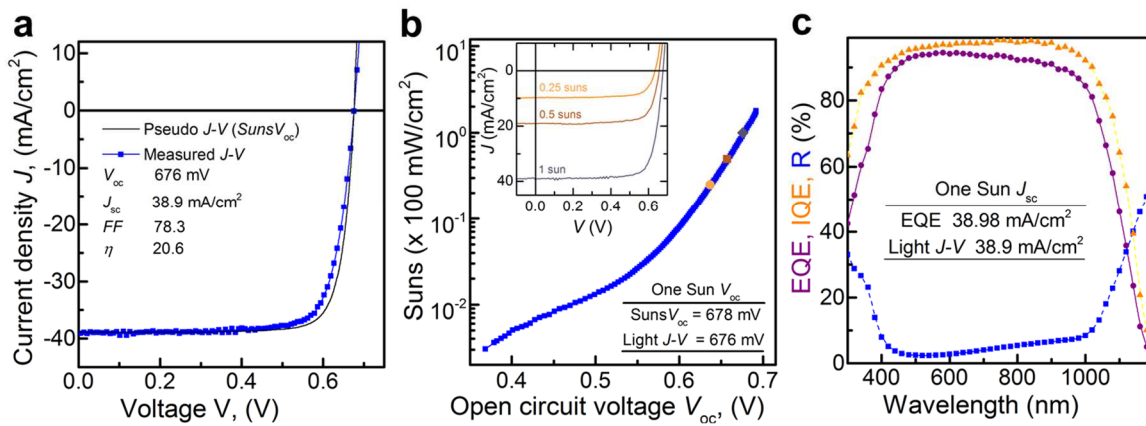 a
Current density J, (mA/cm²)
10
0
-10
-20
-30
-40
Pseudo J-V (SunsVoc)
Measured J-V
Voc 676 mV
Jsc 38.9 mA/cm²
FF 78.3
η 20.6
0.0 0.2 0.4 0.6
Voltage V, (V)
b
Suns (x 100 mW/cm²)
10¹
10⁰
10⁻¹
10⁻²
J (mA/cm²)
0
20
40
0.25 suns
0.5 suns
1 sun
0.0 0.2 0.4 0.6
V (V)
One Sun Voc
SunsVoc = 678 mV
Light J-V = 676 mV
0.4 0.5 0.6 0.7
Open circuit voltage Voc, (V)
c
EQE, IQE, R (%)
80
60
40
20
0
One Sun Jsc
EQE 38.98 mA/cm²
Light J-V 38.9 mA/cm²
400 600 800 1000
Wavelength (nm)